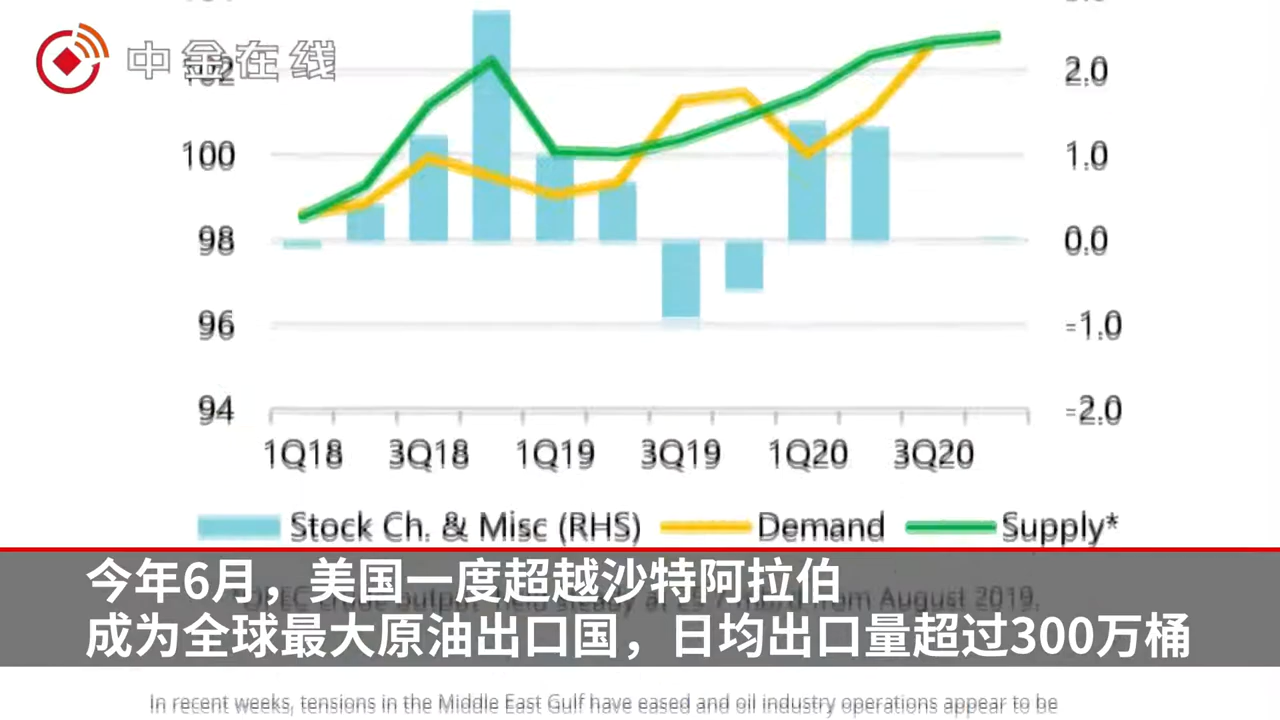 中金在线
102
2.0
100
1.0
98
0.0
96
-1.0
94
-2.0
1Q18 3Q18 1Q19 3Q19 1Q20 3Q20
Stock Ch. & Misc (RHS) Demand Supply*
今年6月，美国一度超越沙特阿拉伯
from August 2019.
成为全球最大原油出口国，日均出口量超过300万桶
In recent weeks, tensions in the Middle East Gulf have eased and oil industry operations appear to be